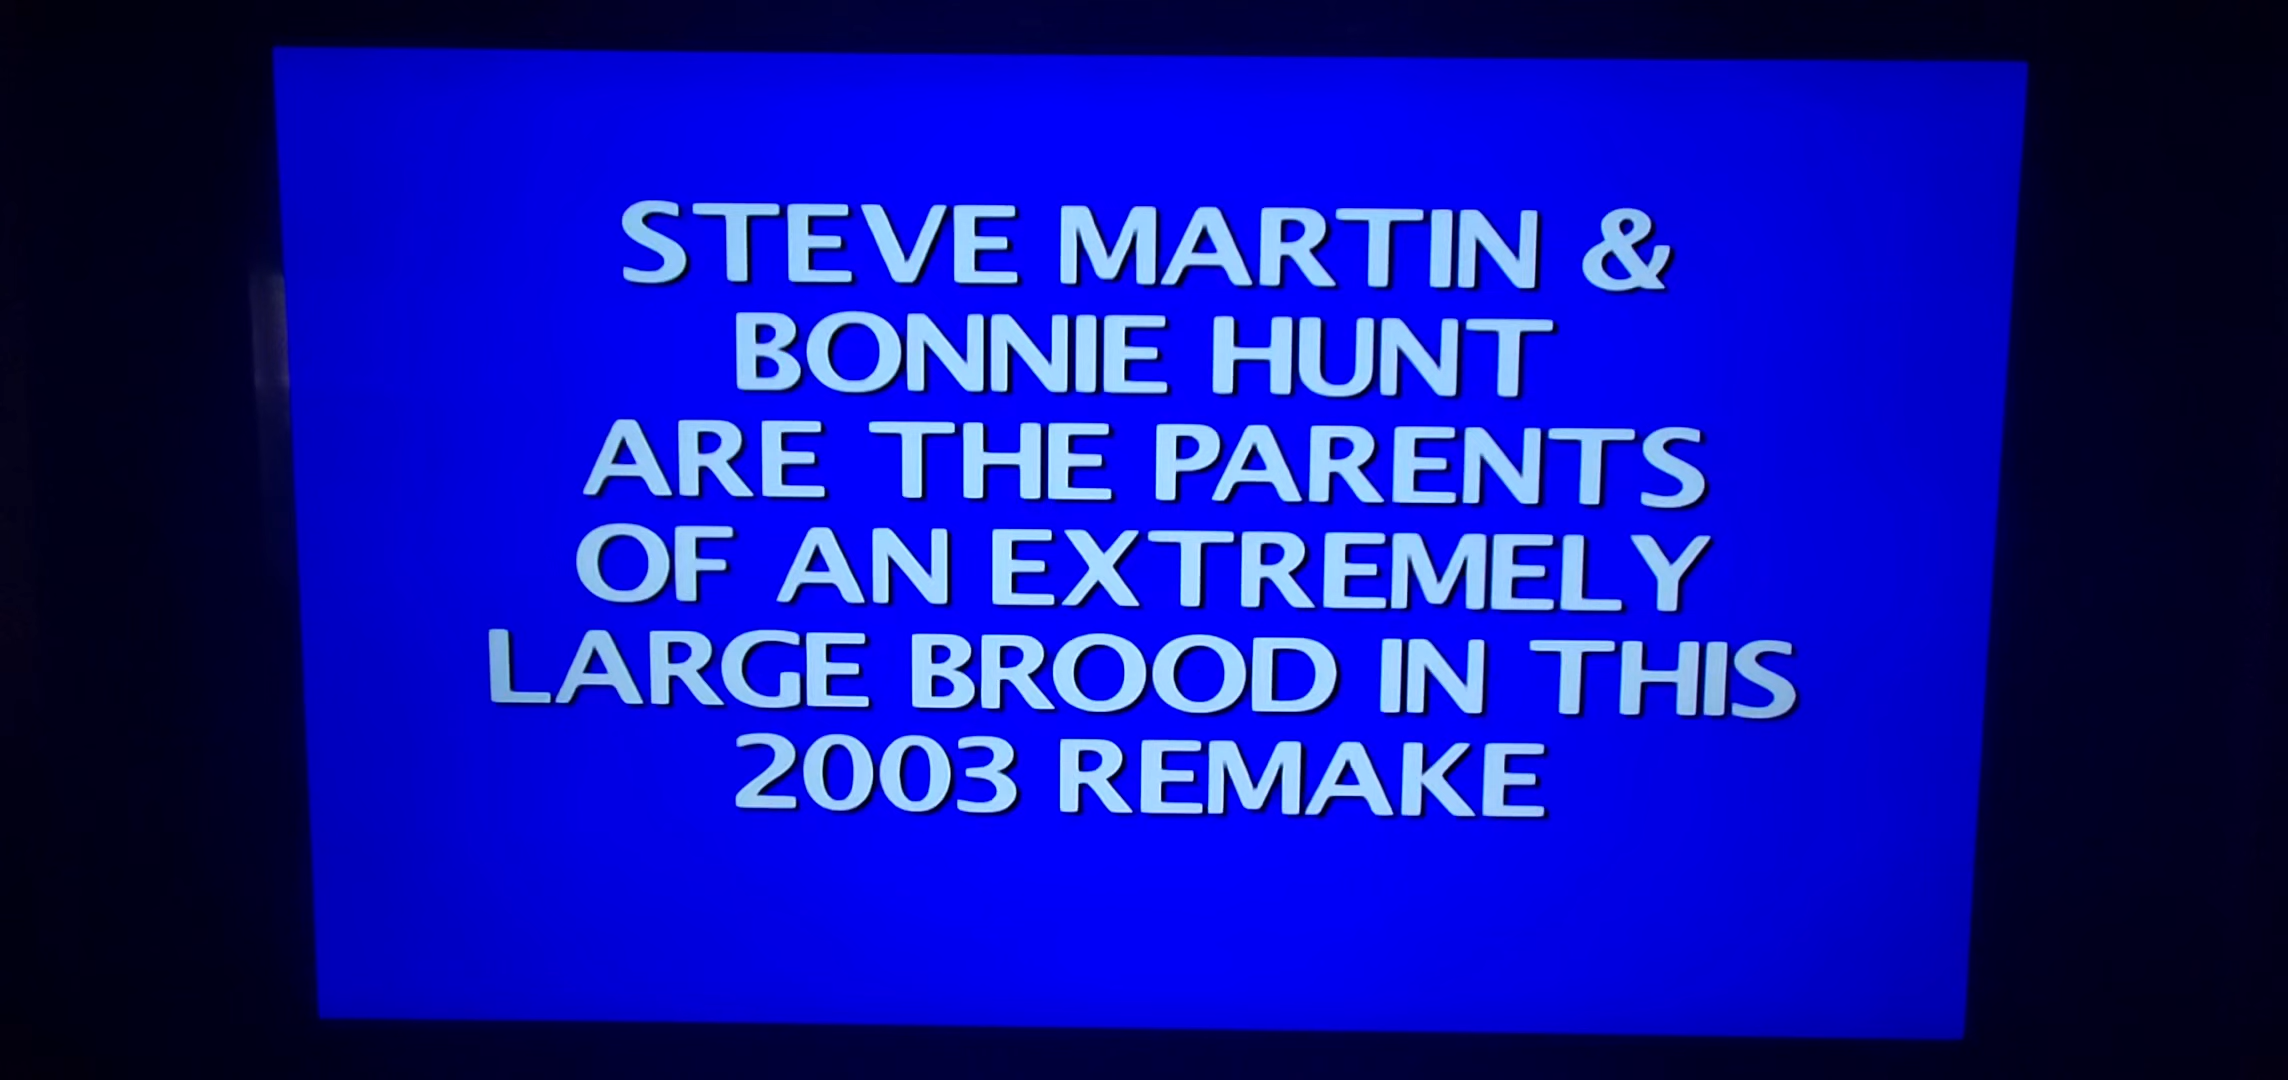 STEVE MARTIN &
BONNIE HUNT
ARE THE PARENTS
OF AN EXTREMELY
LARGE BROOD IN THIS
2003 REMAKE